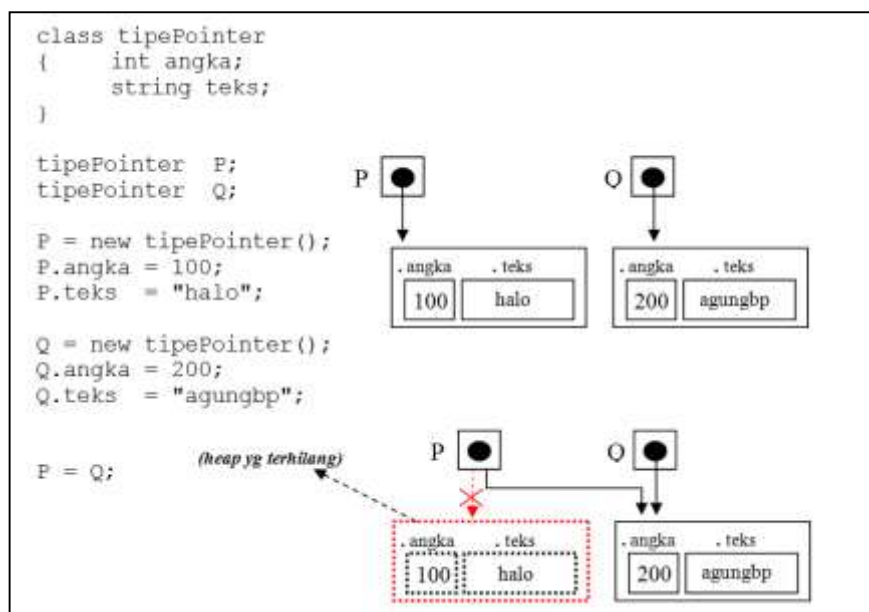 class tipePointer
{     int angka;
      string teks;
}
tipePointer  P;
tipePointer  Q;
P = new tipePointer();
P.angka = 100;
P.teks  = "halo";
Q = new tipePointer();
Q.angka = 200;
Q.teks  = "agungbp";
P = Q;
P
Q
.angka .teks
100 halo
.angka .teks
200 agungbp
(heap yg terhilang)
P
Q
.angka .teks
100 halo
.angka .teks
200 agungbp